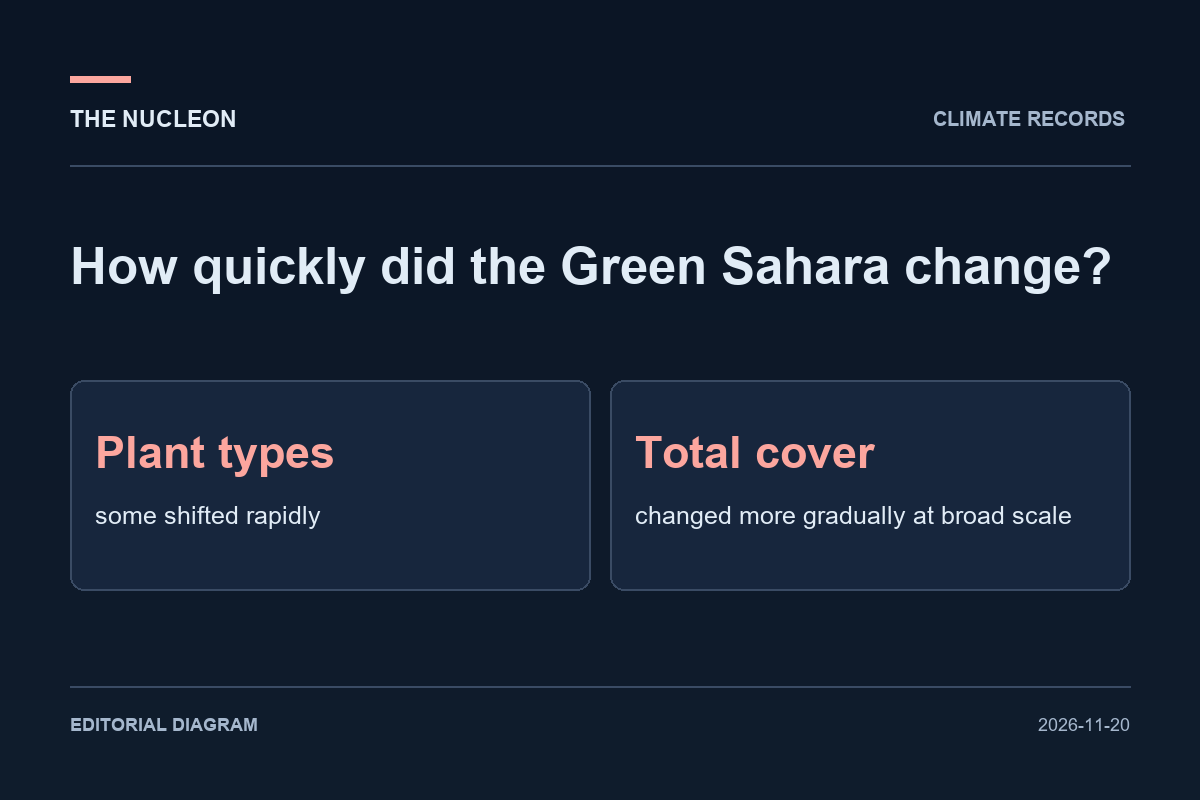 THE NUCLEON
CLIMATE RECORDS
How quickly did the Green Sahara change?
Plant types
some shifted rapidly
Total cover
changed more gradually at broad scale
EDITORIAL DIAGRAM
2026-11-20